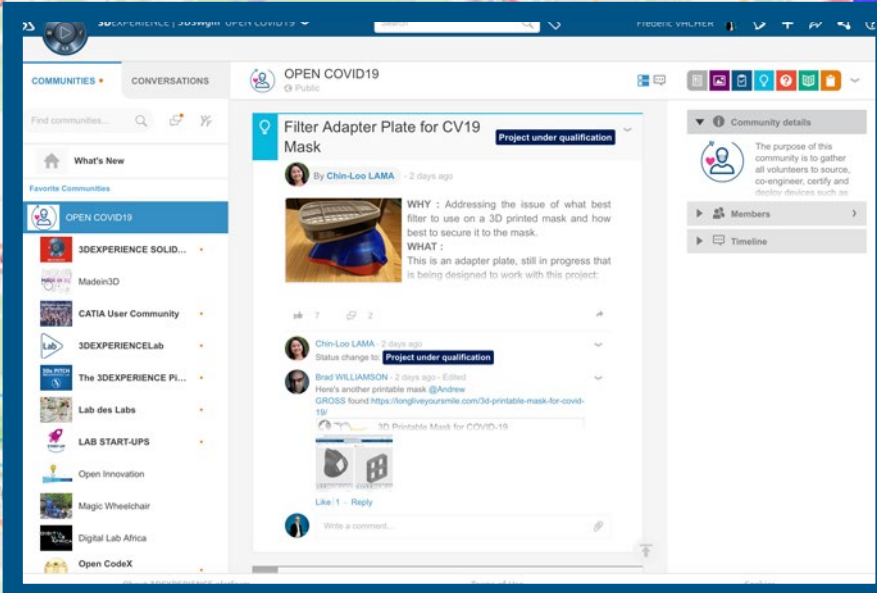 3DEXPERIENCE | 3DSwym OPEN COVID19
Search
Frederic VACHER
COMMUNITIES
CONVERSATIONS
Find communities...
What's New
Favorite Communities
OPEN COVID19
3DEXPERIENCE SOLID...
Madein3D
CATIA User Community
3DEXPERIENCELab
The 3DEXPERIENCE Pi...
Lab des Labs
LAB START-UPS
Open Innovation
Magic Wheelchair
Digital Lab Africa
Open CodeX
OPEN COVID19
Public
Filter Adapter Plate for CV19
Mask
Project under qualification
By Chin-Loo LAMA - 2 days ago
WHY : Addressing the issue of what best
filter to use on a 3D printed mask and how
best to secure it to the mask.
WHAT :
This is an adapter plate, still in progress that
is being designed to work with this project:
7
2
Chin-Loo LAMA - 2 days ago
Status change to: Project under qualification
Brad WILLIAMSON - 2 days ago - Edited
Here's another printable mask @Andrew
GROSS found https://longliveyoursmile.com/3d-printable-mask-for-covid-
19/
3D Printable Mask for COVID-19
Like 1 - Reply
Write a comment...
Community details
The purpose of this
community is to gather
all volunteers to source,
co-engineer, certify and
deploy devices such as
Members
Timeline